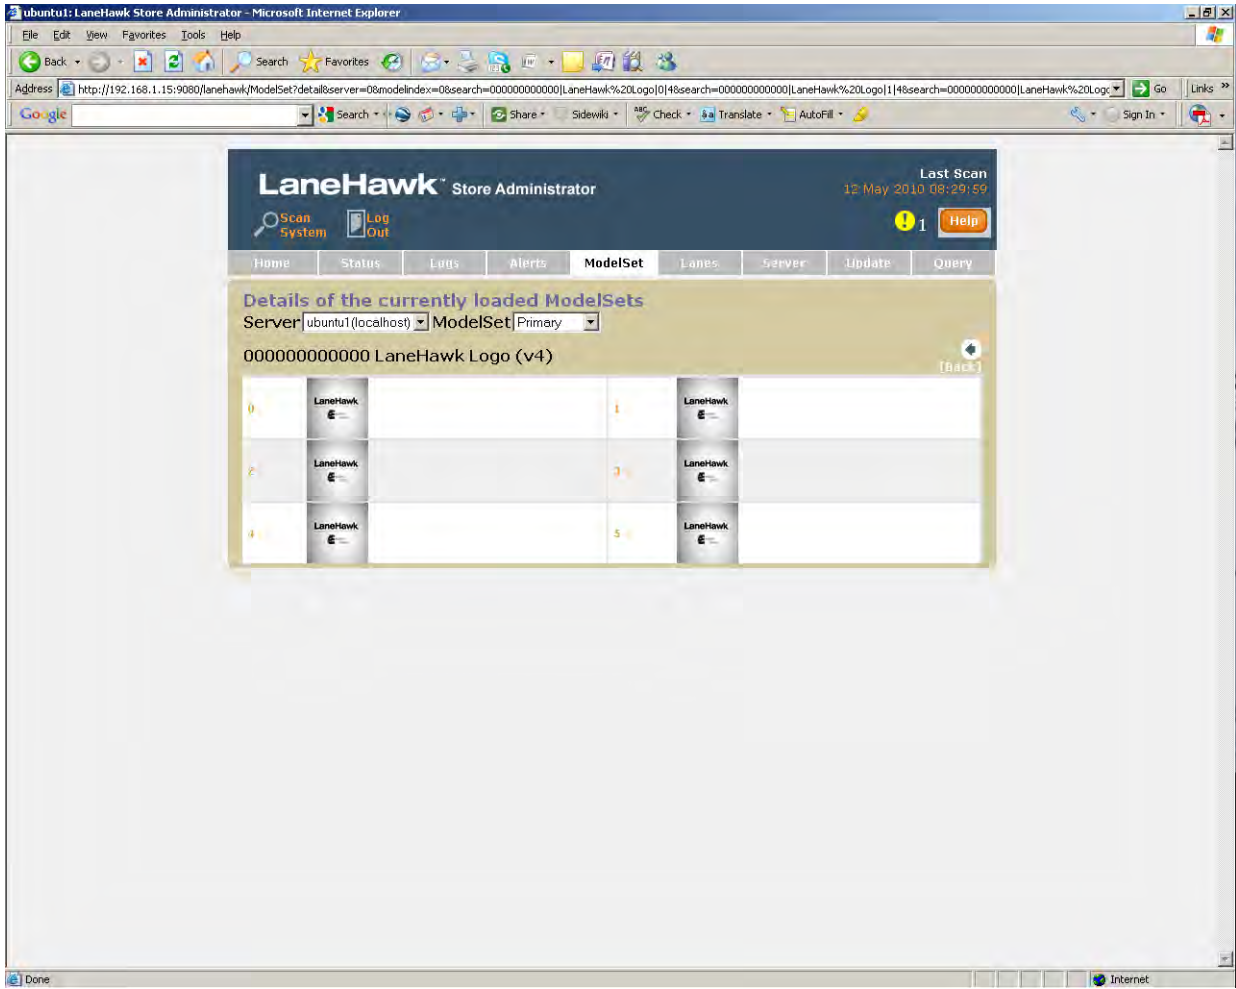 ubuntu1: LaneHawk Store Administrator - Microsoft Internet Explorer
File Edit View Favorites Tools Help
Back Search Favorites
Address http://192.168.1.15:9080/lanehawk/ModelSet?detail&server=0&modelindex=0&search=000000000000|LaneHawk%20Logo|0|4&search=000000000000|LaneHawk%20Logo|1|4&search=000000000000|LaneHawk%20Logo Go Links »
Google Search Share Sidewiki Check Translate AutoFill Sign In
LaneHawk Store Administrator
Last Scan
12 May 2010 08:29:59
Scan System
Log Out
1 Help
Home Status Logs Alerts ModelSet Lanes Server Update Query
Details of the currently loaded ModelSets
Server ubuntu1(localhost) ModelSet Primary
000000000000 LaneHawk Logo (v4)
[Back]
0 LaneHawk 1 LaneHawk
2 LaneHawk 3 LaneHawk
4 LaneHawk 5 LaneHawk
Done Internet